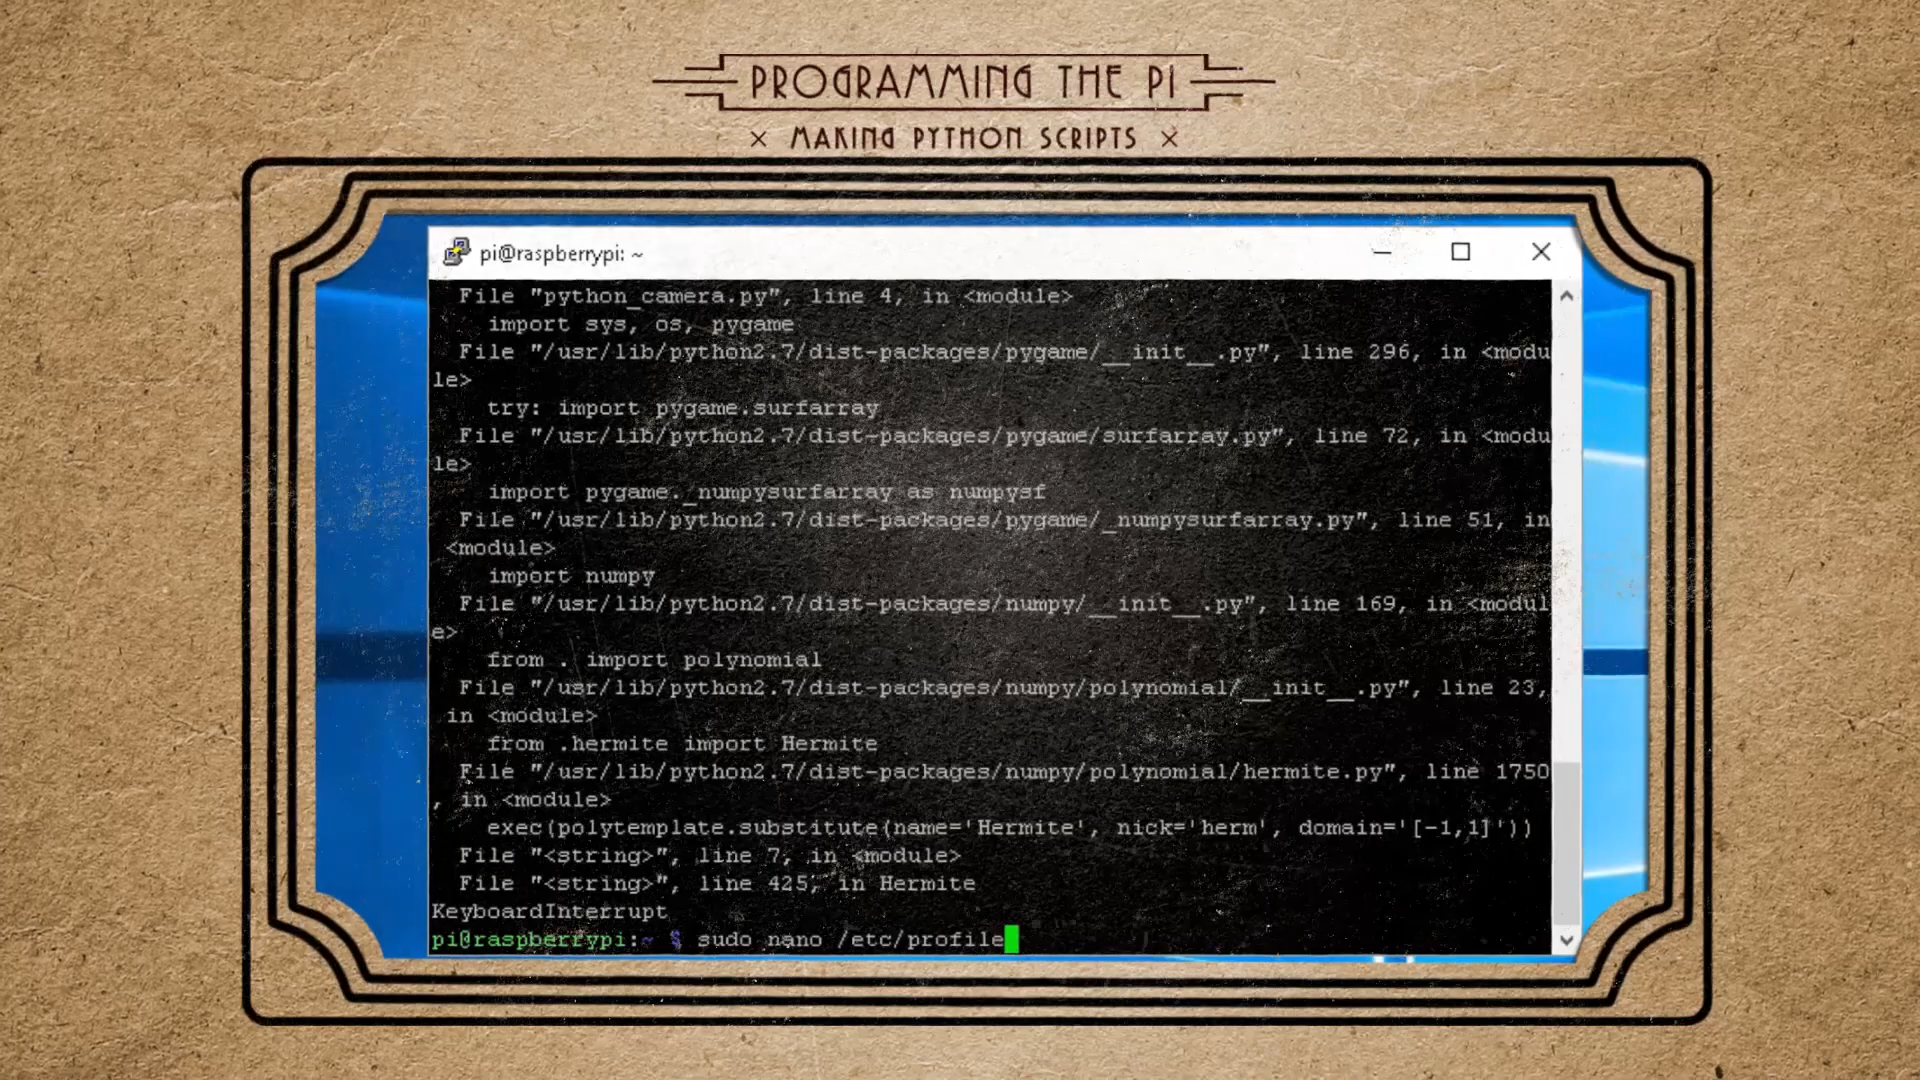 PROGRAMMING THE PI
× MAKING PYTHON SCRIPTS ×
pi@raspberrypi: ~
File "python_camera.py", line 4, in <module>
import sys, os, pygame
File "/usr/lib/python2.7/dist-packages/pygame/__init__.py", line 296, in <modu
le>
try: import pygame.surfarray
File "/usr/lib/python2.7/dist-packages/pygame/surfarray.py", line 72, in <modu
le>
import pygame._numpysurfarray as numpysf
File "/usr/lib/python2.7/dist-packages/pygame/_numpysurfarray.py", line 51, in
<module>
import numpy
File "/usr/lib/python2.7/dist-packages/numpy/__init__.py", line 169, in <modul
e>
from . import polynomial
File "/usr/lib/python2.7/dist-packages/numpy/polynomial/__init__.py", line 23,
in <module>
from .hermite import Hermite
File "/usr/lib/python2.7/dist-packages/numpy/polynomial/hermite.py", line 1750
, in <module>
exec(polytemplate.substitute(name='Hermite', nick='herm', domain='[-1,1]'))
File "<string>", line 7, in <module>
File "<string>", line 425, in Hermite
KeyboardInterrupt
pi@raspberrypi:~ $ sudo nano /etc/profile